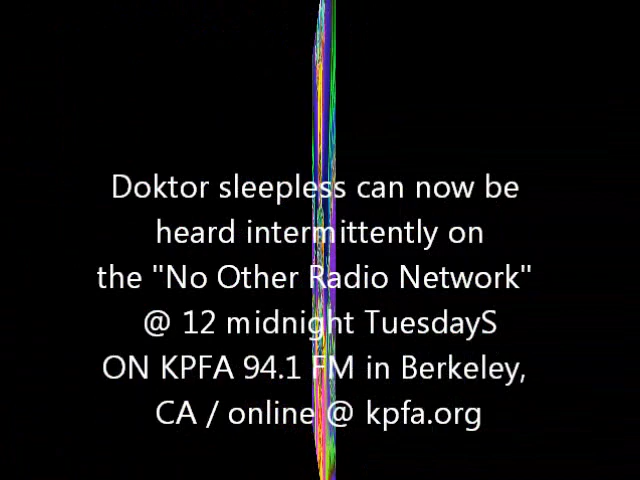 Doktor sleepless can now be
heard intermittently on
the "No Other Radio Network"
@ 12 midnight TuesdayS
ON KPFA 94.1 FM in Berkeley,
CA / online @ kpfa.org